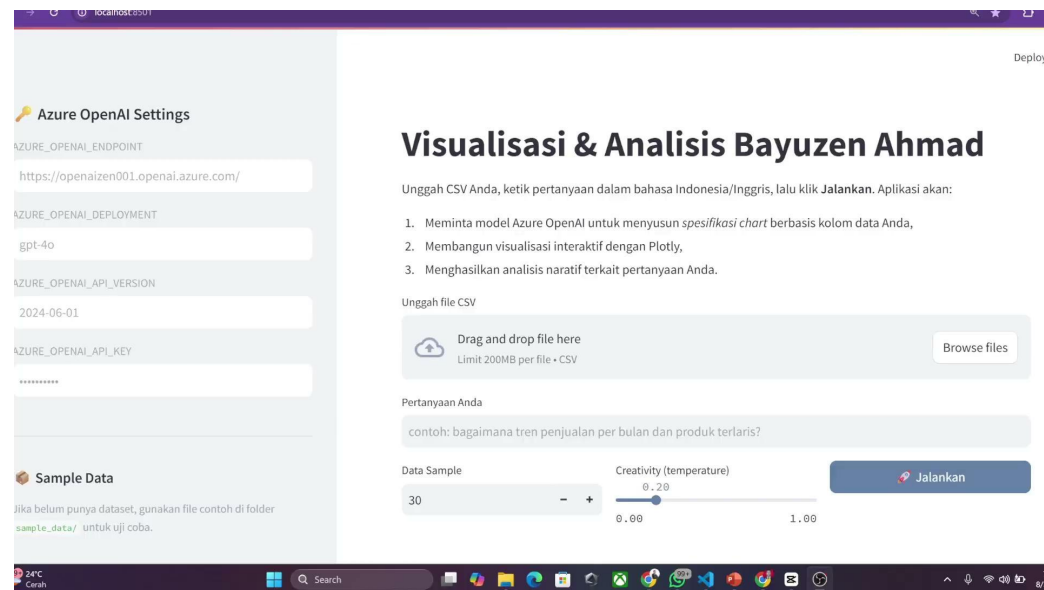 localhost:8501
Deploy
🔑 Azure OpenAI Settings
AZURE_OPENAI_ENDPOINT
https://openaizen001.openai.azure.com/
AZURE_OPENAI_DEPLOYMENT
gpt-4o
AZURE_OPENAI_API_VERSION
2024-06-01
AZURE_OPENAI_API_KEY
••••••••••
📦 Sample Data
Jika belum punya dataset, gunakan file contoh di folder
sample_data/ untuk uji coba.
Visualisasi & Analisis Bayuzen Ahmad
Unggah CSV Anda, ketik pertanyaan dalam bahasa Indonesia/Inggris, lalu klik Jalankan. Aplikasi akan:
1. Meminta model Azure OpenAI untuk menyusun spesifikasi chart berbasis kolom data Anda,
2. Membangun visualisasi interaktif dengan Plotly,
3. Menghasilkan analisis naratif terkait pertanyaan Anda.
Unggah file CSV
Drag and drop file here
Limit 200MB per file • CSV
Browse files
Pertanyaan Anda
contoh: bagaimana tren penjualan per bulan dan produk terlaris?
Data Sample
30
− +
Creativity (temperature)
0.20
0.00 1.00
🚀 Jalankan
24°C
Cerah
Search
99+
8/